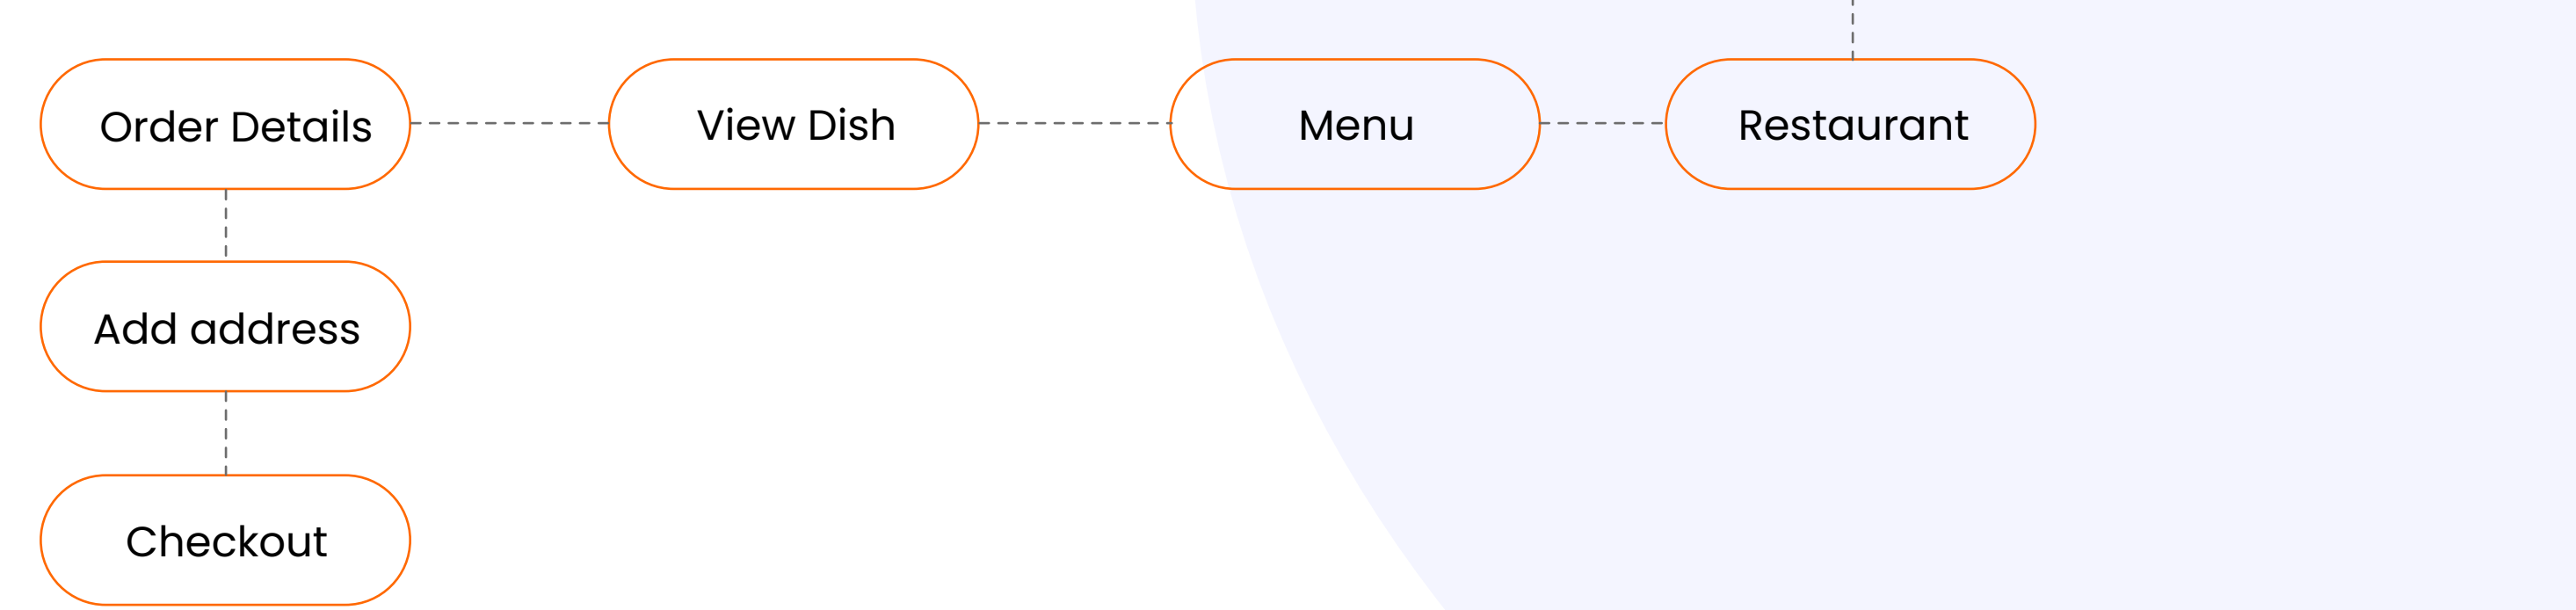 Order Details
View Dish
Menu
Restaurant
Add address
Checkout